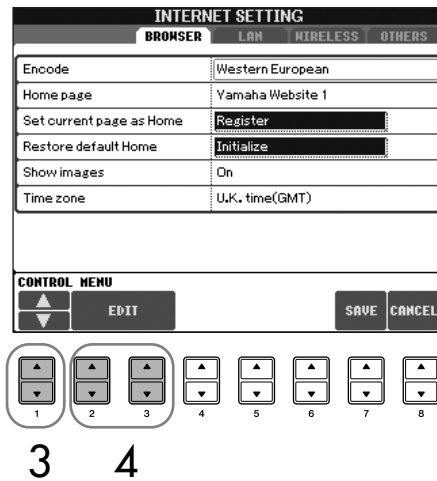 INTERNET SETTING
BROWSER LAN WIRELESS OTHERS
Encode Western European
Home page Yamaha Website 1
Set current page as Home Register
Restore default Home Initialize
Show images On
Time zone U.K. time(GMT)
CONTROL MENU
EDIT SAVE CANCEL
1 2 3 4 5 6 7 8
3 4